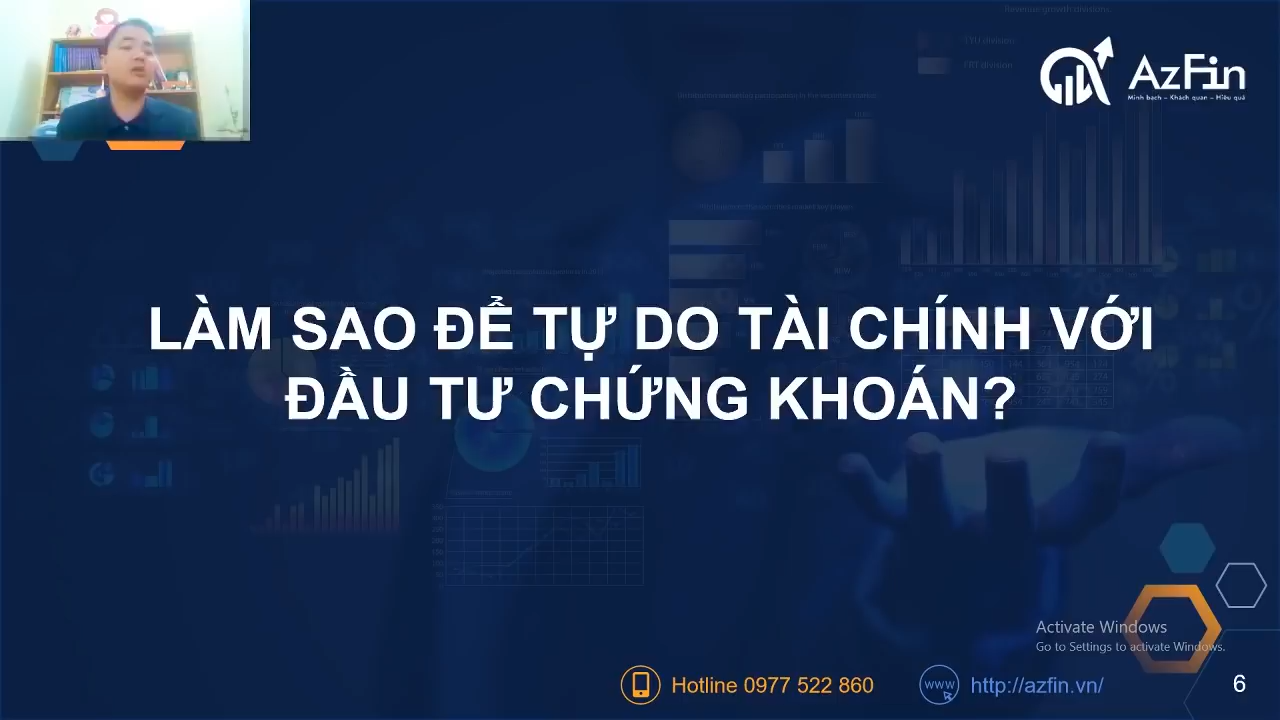 AzFin
Minh bạch – Khách quan – Hiệu quả
LÀM SAO ĐỂ TỰ DO TÀI CHÍNH VỚI
ĐẦU TƯ CHỨNG KHOÁN?
Activate Windows
Go to Settings to activate Windows.
Hotline 0977 522 860
www
http://azfin.vn/
6